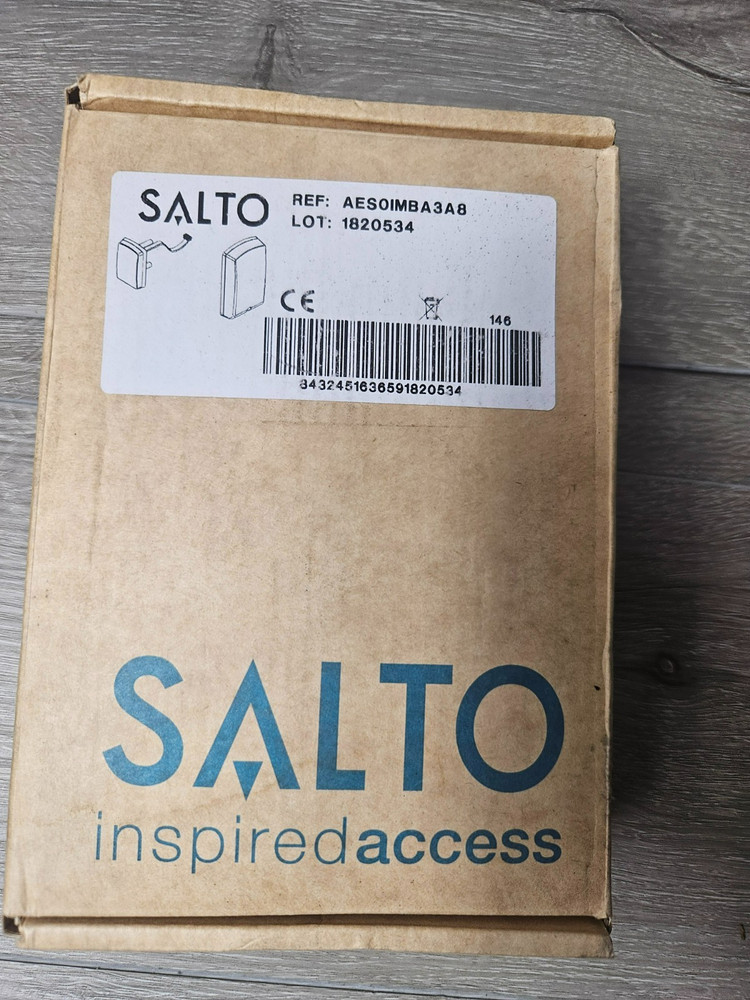 SALTO
REF: AES0IMBA3A8
LOT: 1820534
CE
146
8432451636591820534
SALTO
inspiredaccess